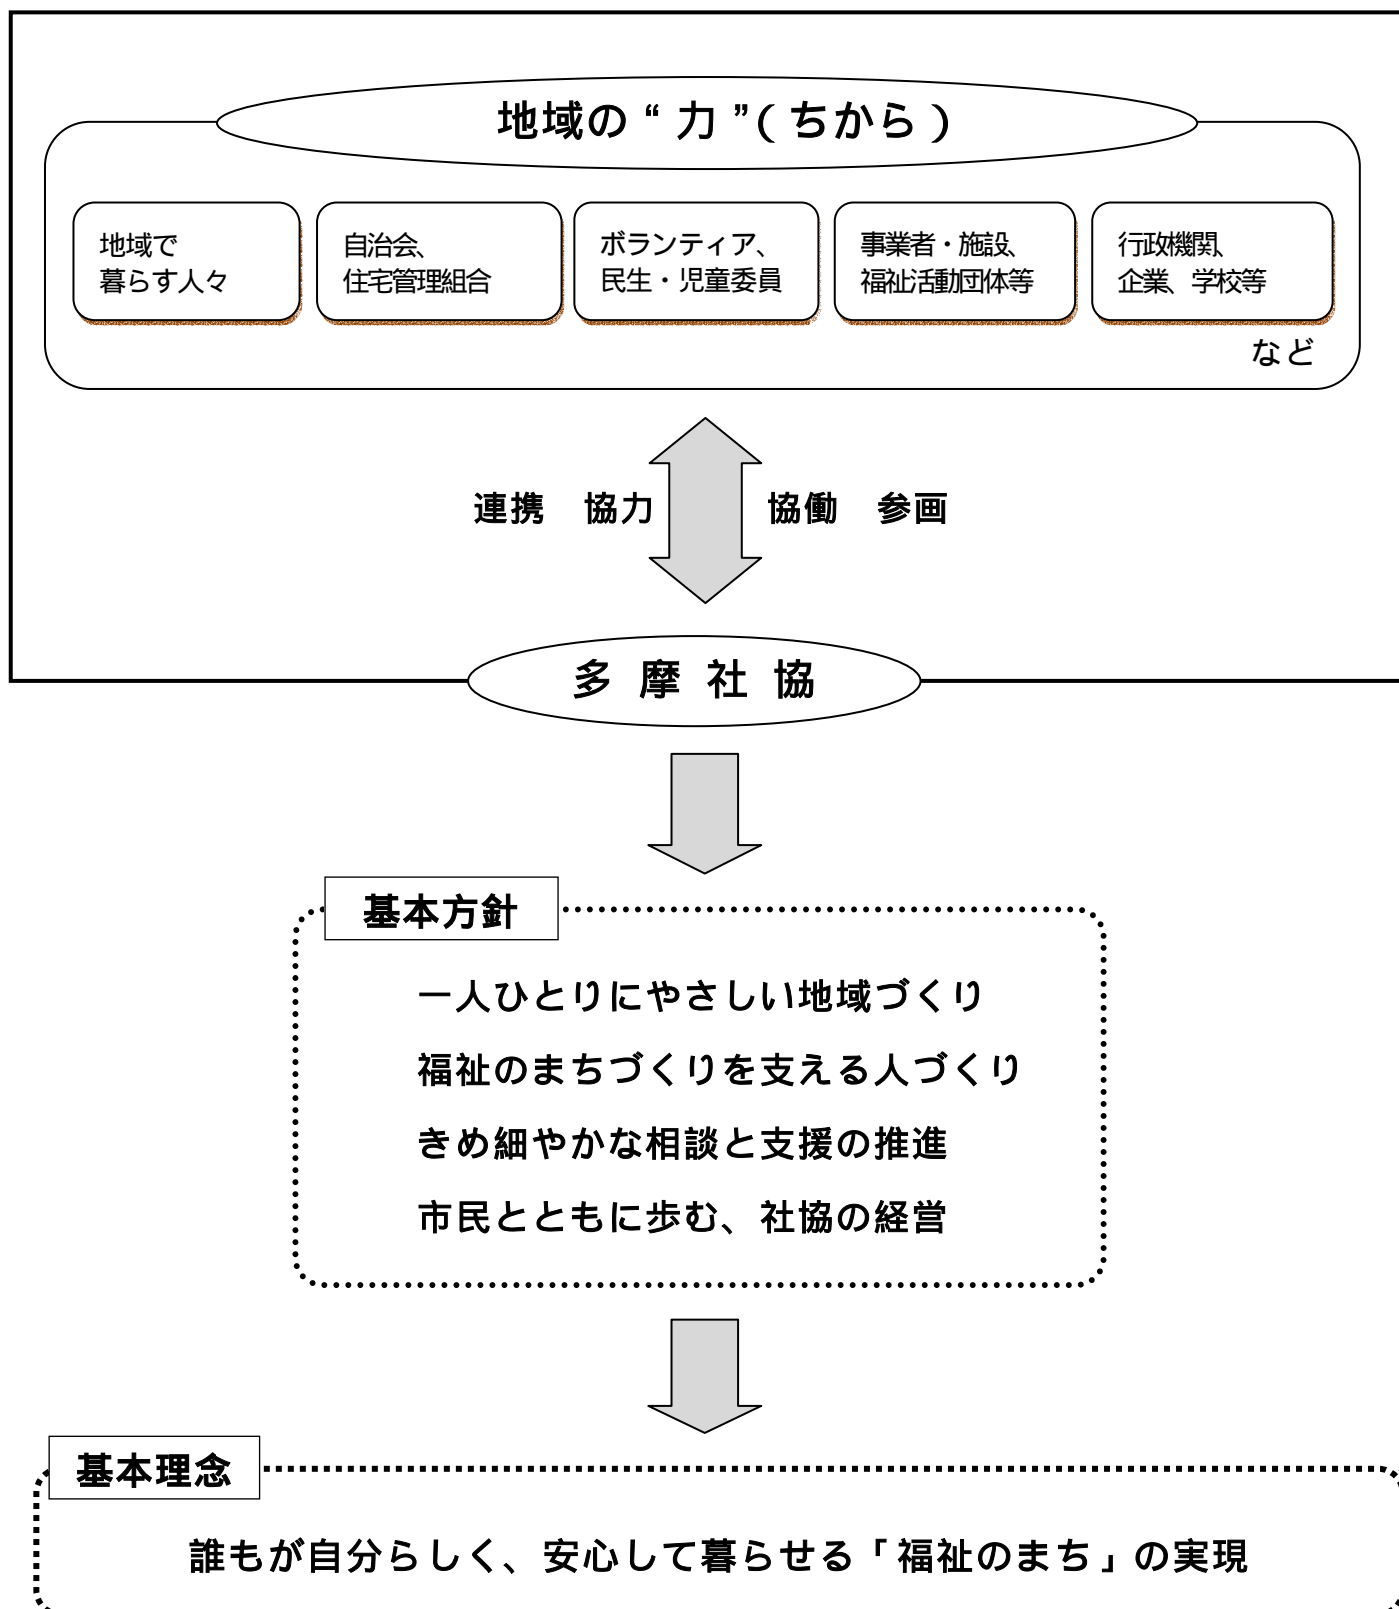 地域の“力”(ちから)
地域で
暮らす人々
自治会、
住宅管理組合
ボランティア、
民生・児童委員
事業者・施設、
福祉活動団体等
行政機関、
企業、学校等
など
連携　協力　協働　参画
多摩社協
基本方針
一人ひとりにやさしい地域づくり
福祉のまちづくりを支える人づくり
きめ細やかな相談と支援の推進
市民とともに歩む、社協の経営
基本理念
誰もが自分らしく、安心して暮らせる「福祉のまち」の実現